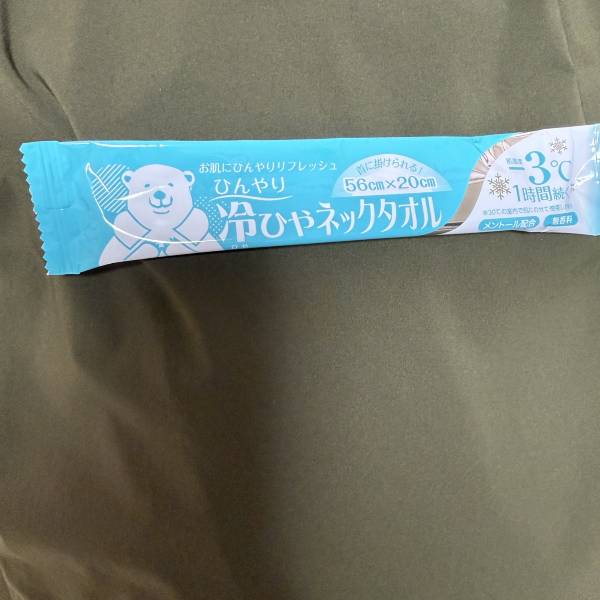 お肌にひんやりリフレッシュ
ひんやり
冷ひやネックタオル
ひや
首に掛けられる!
56cm×20cm
-3℃
1時間続く
メントール配合
無香料